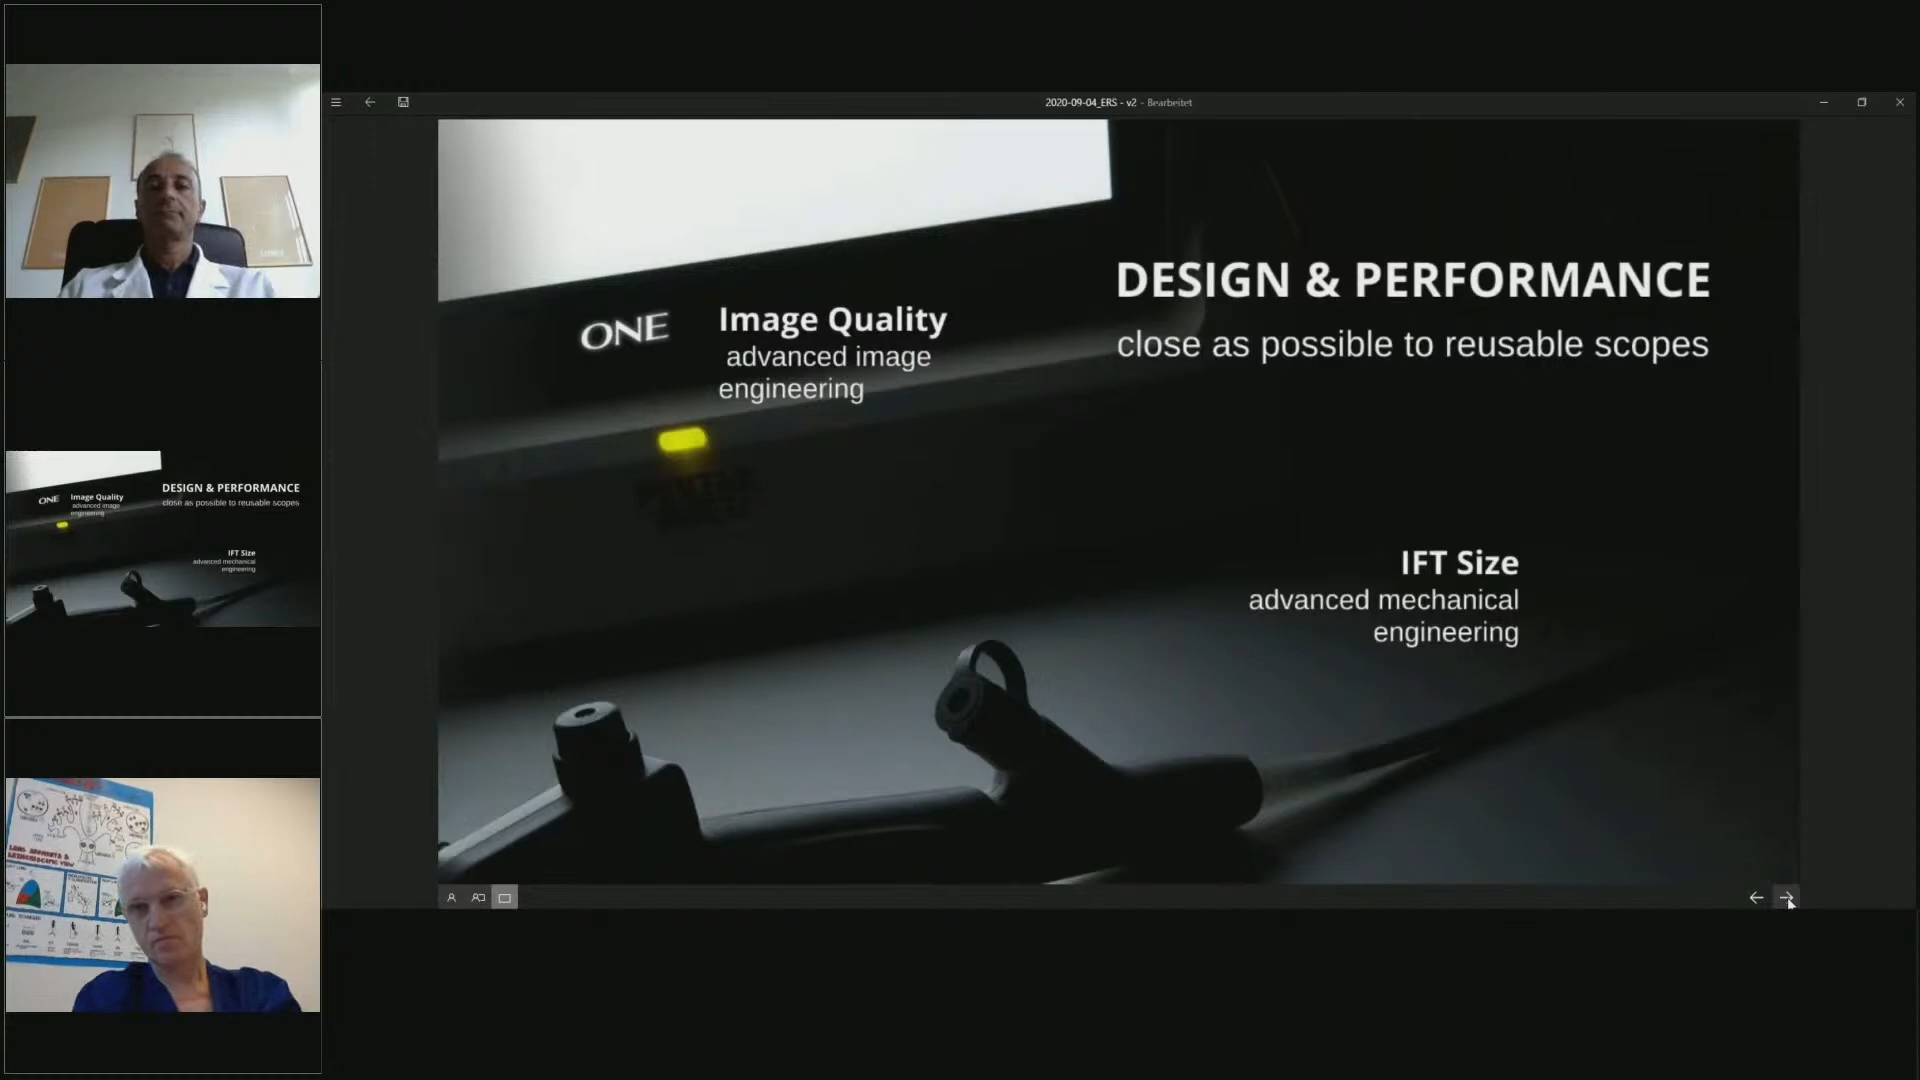 2020-09-04_ERS - v2 - Bearbeitet
DESIGN & PERFORMANCE
close as possible to reusable scopes
ONE
Image Quality
advanced image
engineering
IFT Size
advanced mechanical
engineering
ONE
Image Quality
advanced image
engineering
DESIGN & PERFORMANCE
close as possible to reusable scopes
IFT Size
advanced mechanical
engineering